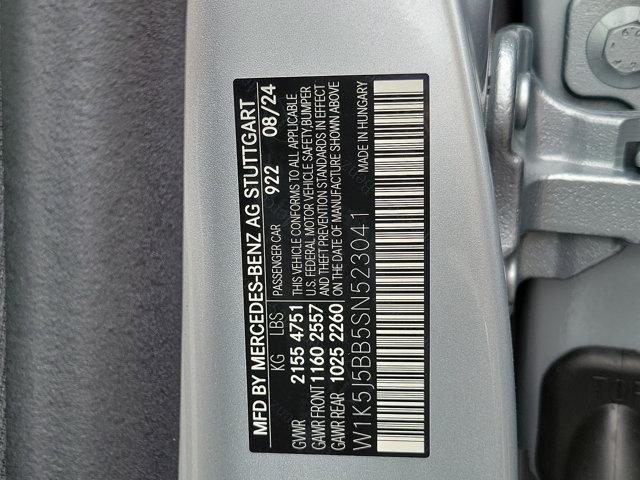 MFD BY MERCEDES-BENZ AG STUTTGART
KG LBS PASSENGER CAR 922 08/24
GVWR 2155 4751 THIS VEHICLE CONFORMS TO ALL APPLICABLE
GAWR FRONT 1160 2557 U.S. FEDERAL MOTOR VEHICLE SAFETY,BUMPER
AND THEFT PREVENTION STANDARDS IN EFFECT
GAWR REAR 1025 2260 ON THE DATE OF MANUFACTURE SHOWN ABOVE
MADE IN HUNGARY
W1K5J5BB5SN523041